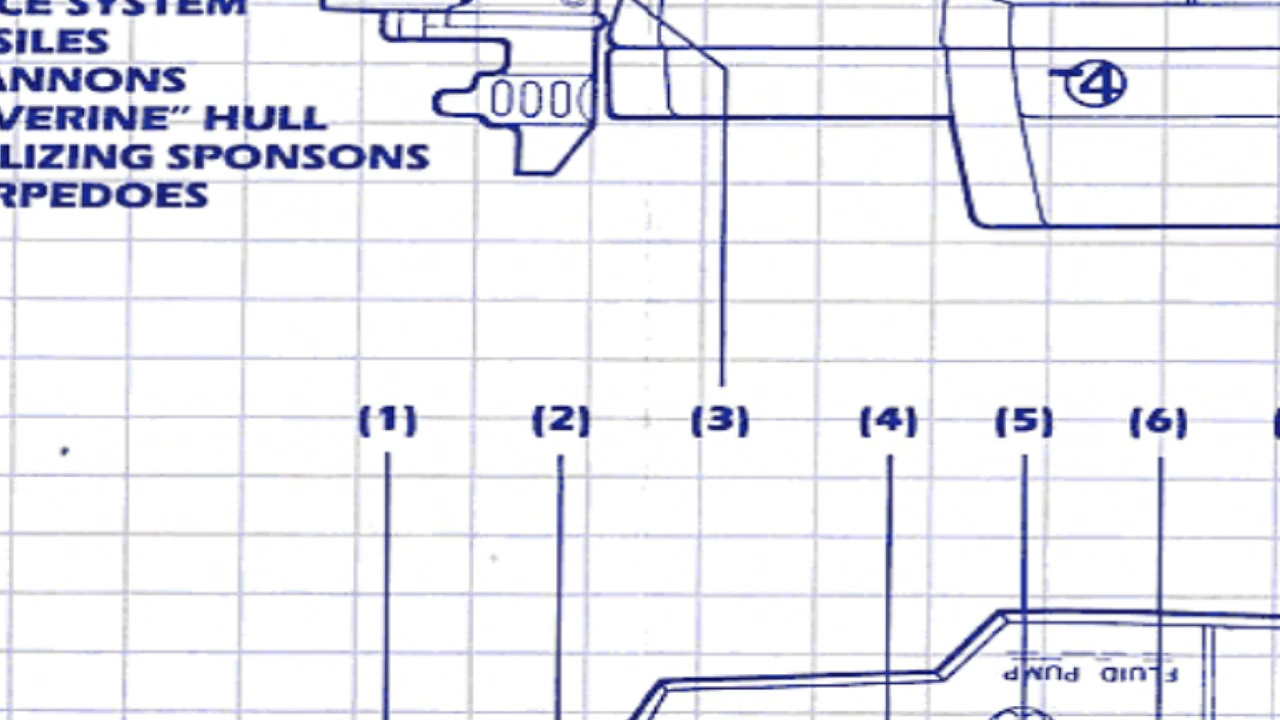 CE SYSTEM
SILES
ANNONS
VERINE” HULL
LIZING SPONSONS
RPEDOES
4
(1) (2) (3) (4) (5) (6)
FLUID PUMP